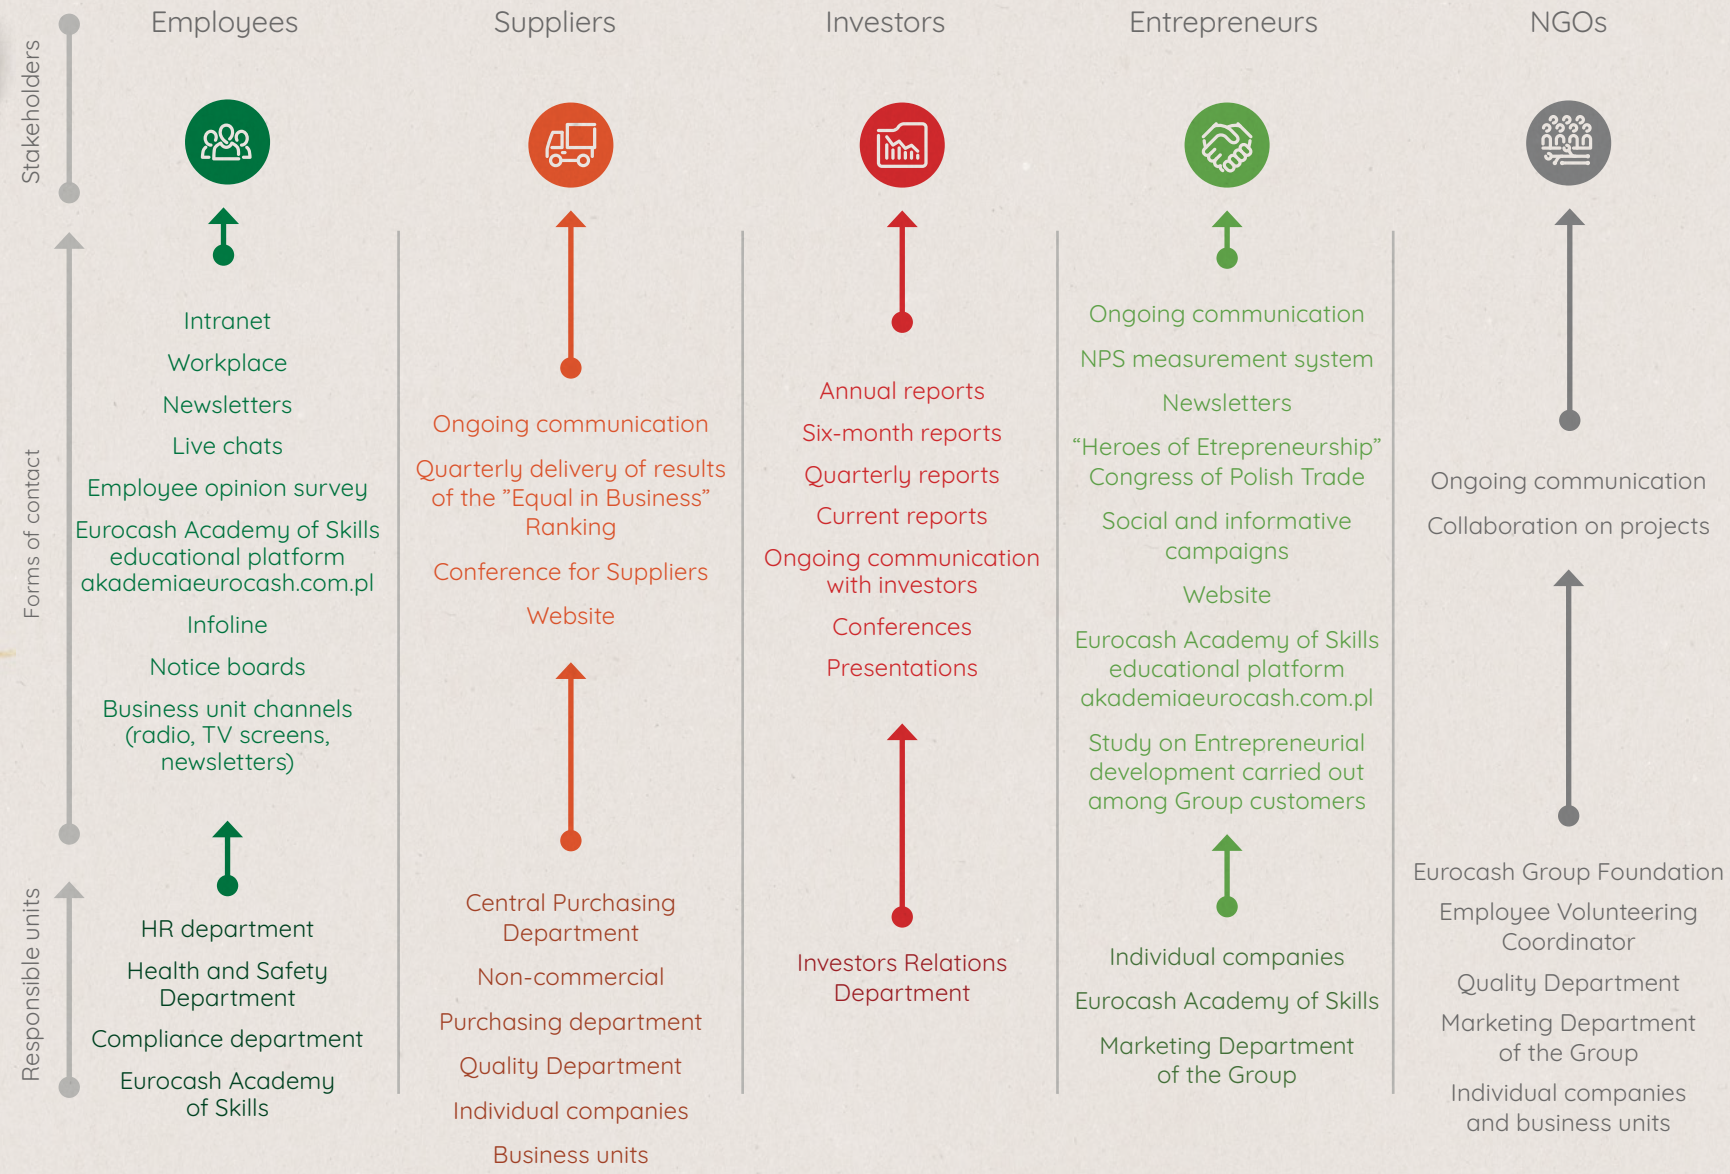 Stakeholders
Employees
Suppliers
Investors
Entrepreneurs
NGOs
Forms of contact
Intranet
Workplace
Newsletters
Live chats
Employee opinion survey
Eurocash Academy of Skills
educational platform
akademiaeurocash.com.pl
Infoline
Notice boards
Business unit channels
(radio, TV screens,
newsletters)
Ongoing communication
Quarterly delivery of results
of the ”Equal in Business”
Ranking
Conference for Suppliers
Website
Annual reports
Six-month reports
Quarterly reports
Current reports
Ongoing communication
with investors
Conferences
Presentations
Ongoing communication
NPS measurement system
Newsletters
“Heroes of Etrepreneurship”
Congress of Polish Trade
Social and informative
campaigns
Website
Eurocash Academy of Skills
educational platform
akademiaeurocash.com.pl
Study on Entrepreneurial
development carried out
among Group customers
Ongoing communication
Collaboration on projects
Responsible units
HR department
Health and Safety
Department
Compliance department
Eurocash Academy
of Skills
Central Purchasing
Department
Non-commercial
Purchasing department
Quality Department
Individual companies
Business units
Investors Relations
Department
Individual companies
Eurocash Academy of Skills
Marketing Department
of the Group
Eurocash Group Foundation
Employee Volunteering
Coordinator
Quality Department
Marketing Department
of the Group
Individual companies
and business units